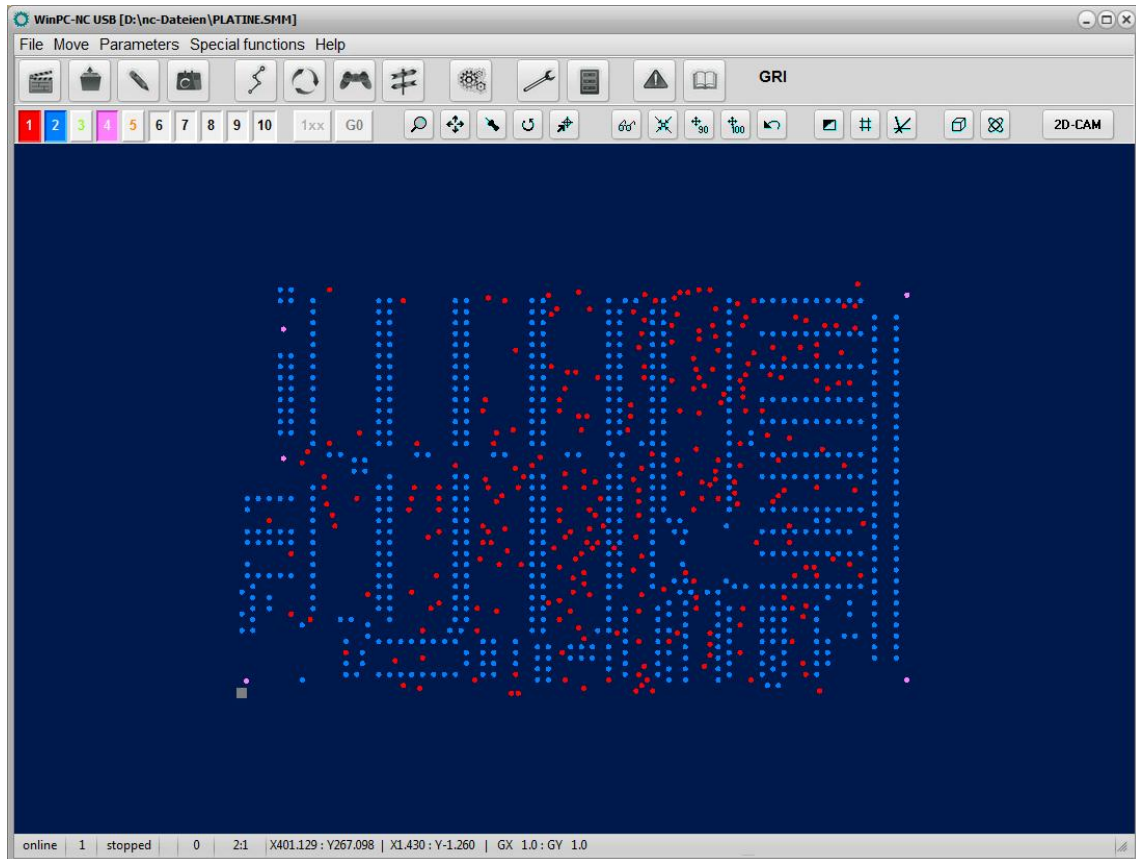 WinPC-NC USB [D:\nc-Dateien\PLATINE.SMM]
File Move Parameters Special functions Help
C GRI
1 2 3 4 5 6 7 8 9 10 1xx G0 90 100 2D-CAM
online 1 stopped 0 2:1 X401.129 : Y267.098 | X1.430 : Y-1.260 | GX 1.0 : GY 1.0